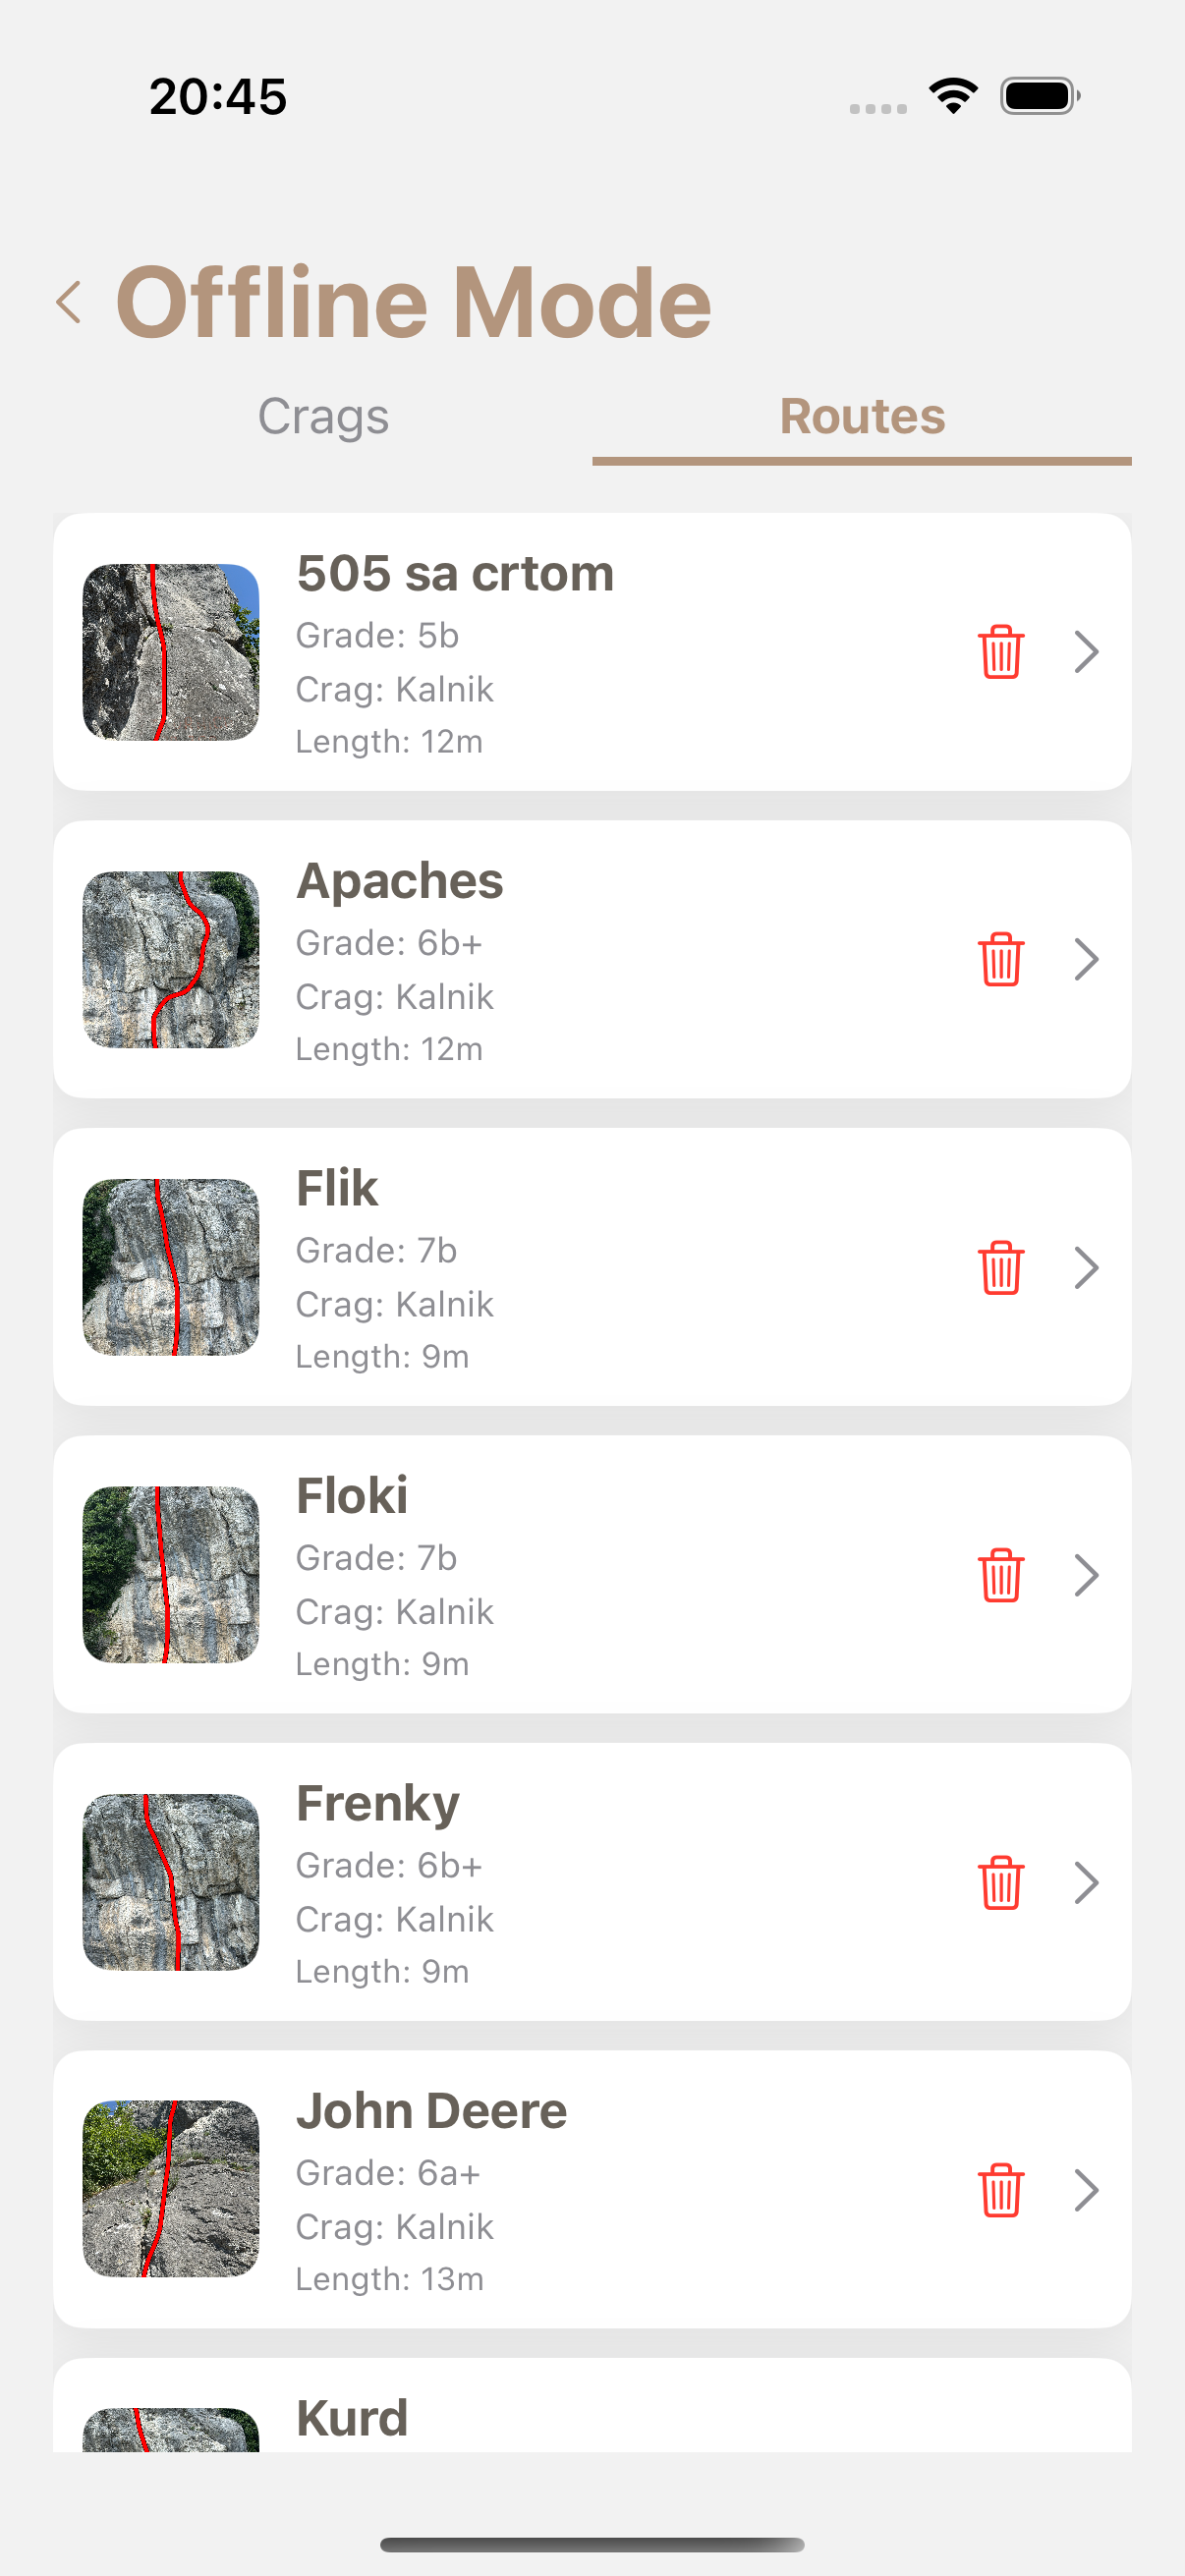 20:45
Offline Mode
Crags
Routes
505 sa crtom
Grade: 5b
Crag: Kalnik
Length: 12m
Apaches
Grade: 6b+
Crag: Kalnik
Length: 12m
Flik
Grade: 7b
Crag: Kalnik
Length: 9m
Floki
Grade: 7b
Crag: Kalnik
Length: 9m
Frenky
Grade: 6b+
Crag: Kalnik
Length: 9m
John Deere
Grade: 6a+
Crag: Kalnik
Length: 13m
Kurd